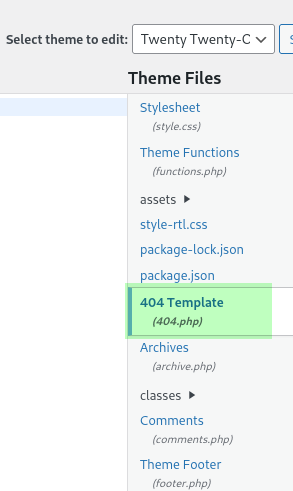 Select theme to edit: Twenty Twenty-O
Theme Files
Stylesheet
(style.css)
Theme Functions
(functions.php)
assets
style-rtl.css
package-lock.json
package.json
404 Template
(404.php)
Archives
(archive.php)
classes
Comments
(comments.php)
Theme Footer
(footer.php)